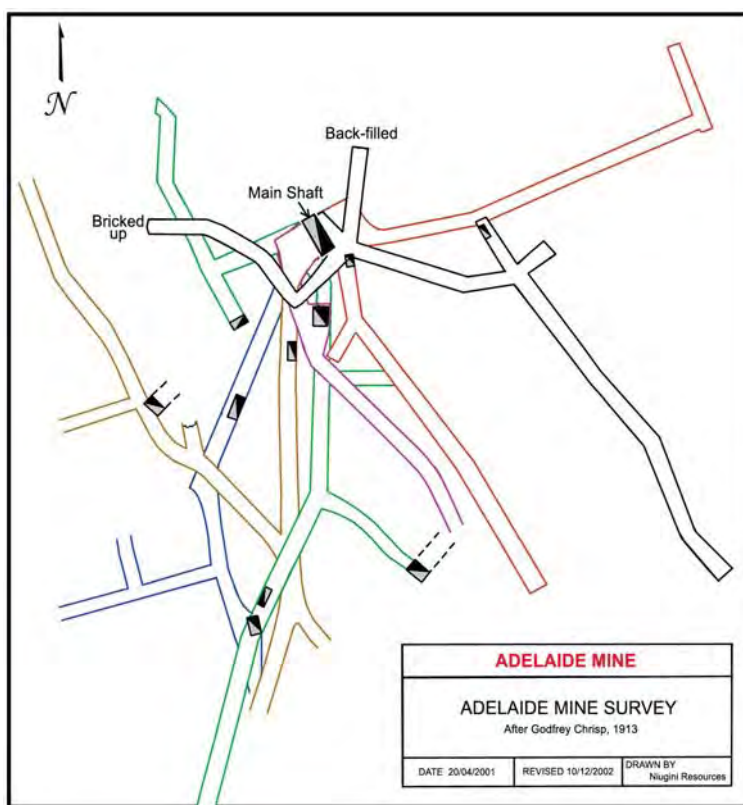 N
Back-filled
Main Shaft
Bricked
up
ADELAIDE MINE
ADELAIDE MINE SURVEY
After Godfrey Chrisp, 1913
DATE 20/04/2001
REVISED 10/12/2002
DRAWN BY
Niugini Resources